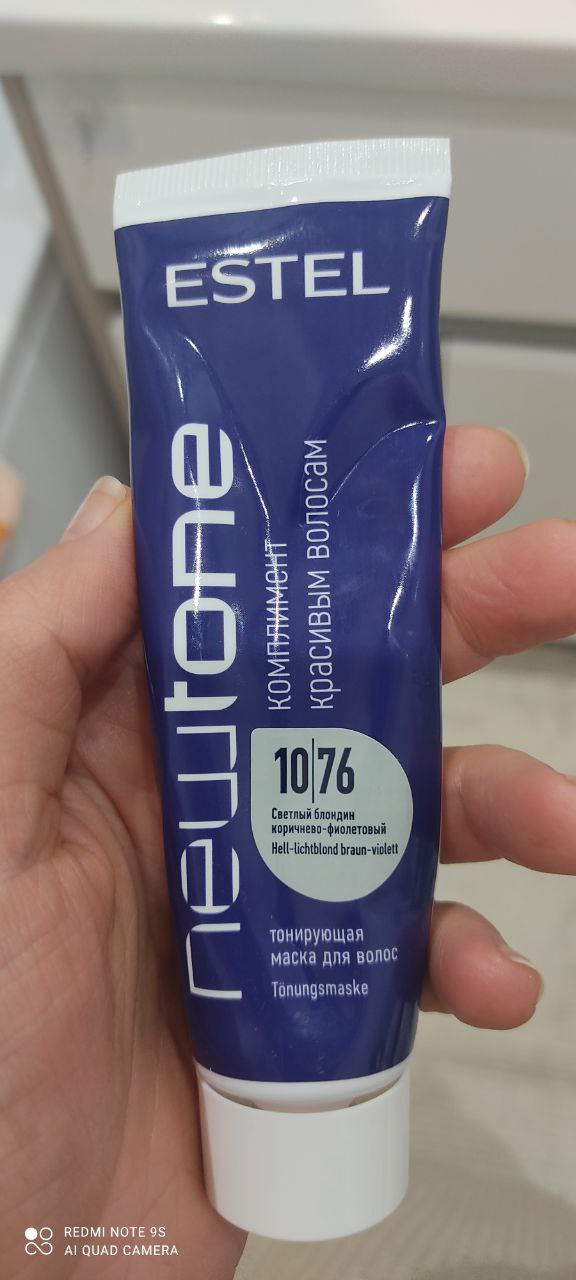 ESTEL
newtone
комплимент
красивым волосам
10|76
Светлый блондин
коричнево-фиолетовый
Hell-lichtblond braun-violett
тонирующая
маска для волос
Tönungsmaske
REDMI NOTE 9S
AI QUAD CAMERA